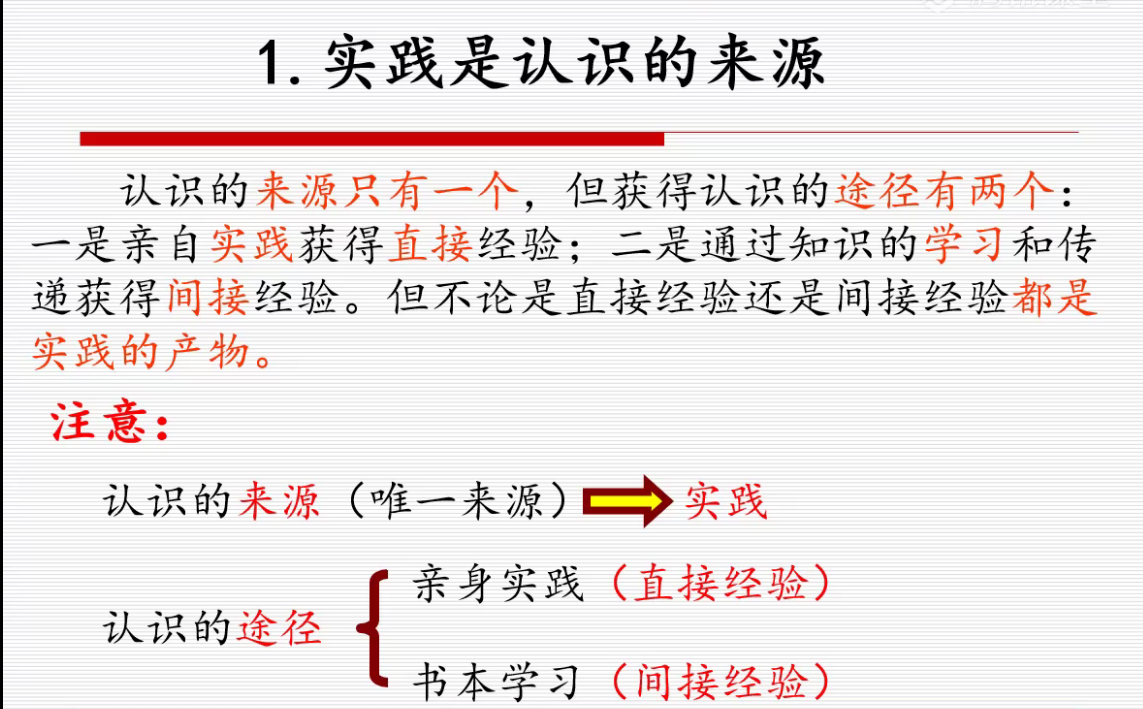 1.实践是认识的来源
认识的来源只有一个，但获得认识的途径有两个：
一是亲自实践获得直接经验；二是通过知识的学习和传
递获得间接经验。但不论是直接经验还是间接经验都是
实践的产物。
注意：
认识的来源（唯一来源）实践
亲身实践（直接经验）
认识的途径
书本学习（间接经验）